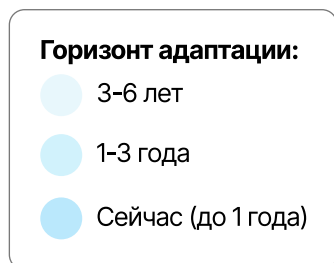 Горизонт адаптации:
3-6 лет
1-3 года
Сейчас (до 1 года)